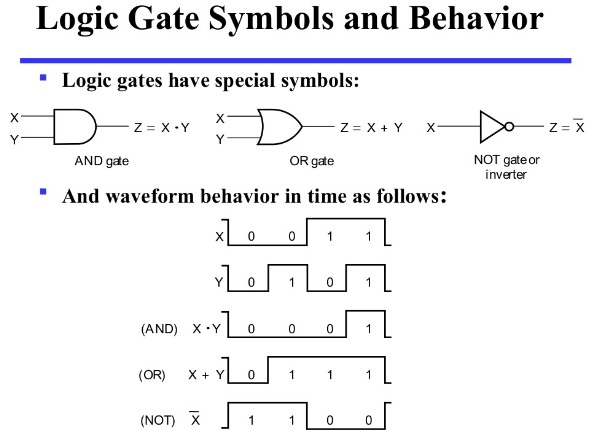 Logic Gate Symbols and Behavior
Logic gates have special symbols:
X
Y
Z = X • Y
AND gate
X
Y
Z = X + Y
OR gate
X
Z = X̅
NOT gate or
inverter
And waveform behavior in time as follows:
X 0 0 1 1
Y 0 1 0 1
(AND) X • Y 0 0 0 1
(OR) X + Y 0 1 1 1
(NOT) X̅ 1 1 0 0